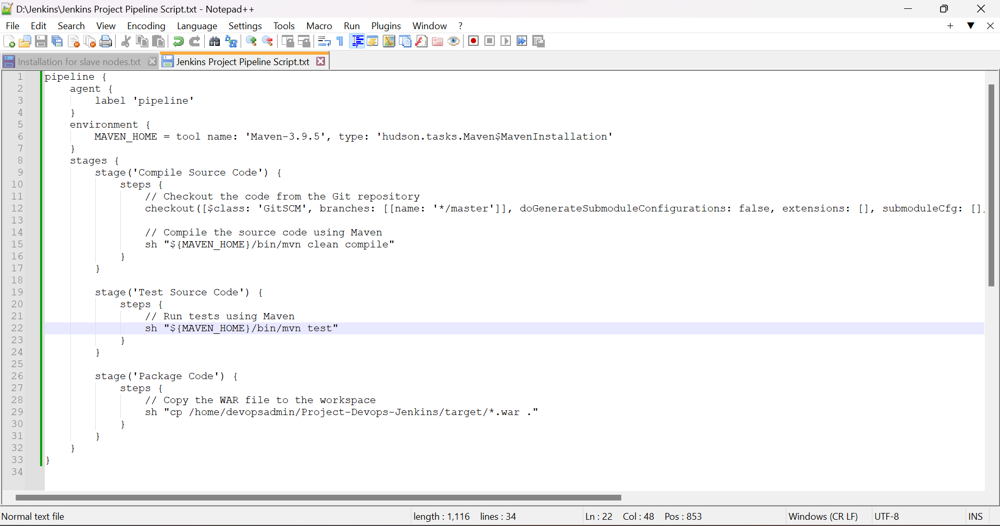 D:\Jenkins\Jenkins Project Pipeline Script.txt - Notepad++
File Edit Search View Encoding Language Settings Tools Macro Run Plugins Window ?
Installation for slave nodes.txt Jenkins Project Pipeline Script.txt
1 pipeline {
2     agent {
3         label 'pipeline'
4     }
5     environment {
6         MAVEN_HOME = tool name: 'Maven-3.9.5', type: 'hudson.tasks.Maven$MavenInstallation'
7     }
8     stages {
9         stage('Compile Source Code') {
10             steps {
11                 // Checkout the code from the Git repository
12                 checkout([$class: 'GitSCM', branches: [[name: '*/master']], doGenerateSubmoduleConfigurations: false, extensions: [], submoduleCfg: [],
13
14                 // Compile the source code using Maven
15                 sh "${MAVEN_HOME}/bin/mvn clean compile"
16             }
17         }
18
19         stage('Test Source Code') {
20             steps {
21                 // Run tests using Maven
22                 sh "${MAVEN_HOME}/bin/mvn test"
23             }
24         }
25
26         stage('Package Code') {
27             steps {
28                 // Copy the WAR file to the workspace
29                 sh "cp /home/devopsadmin/Project-Devops-Jenkins/target/*.war ."
30             }
31         }
32     }
33 }
34
Normal text file length : 1,116 lines : 34 Ln : 22 Col : 48 Pos : 853 Windows (CR LF) UTF-8 INS